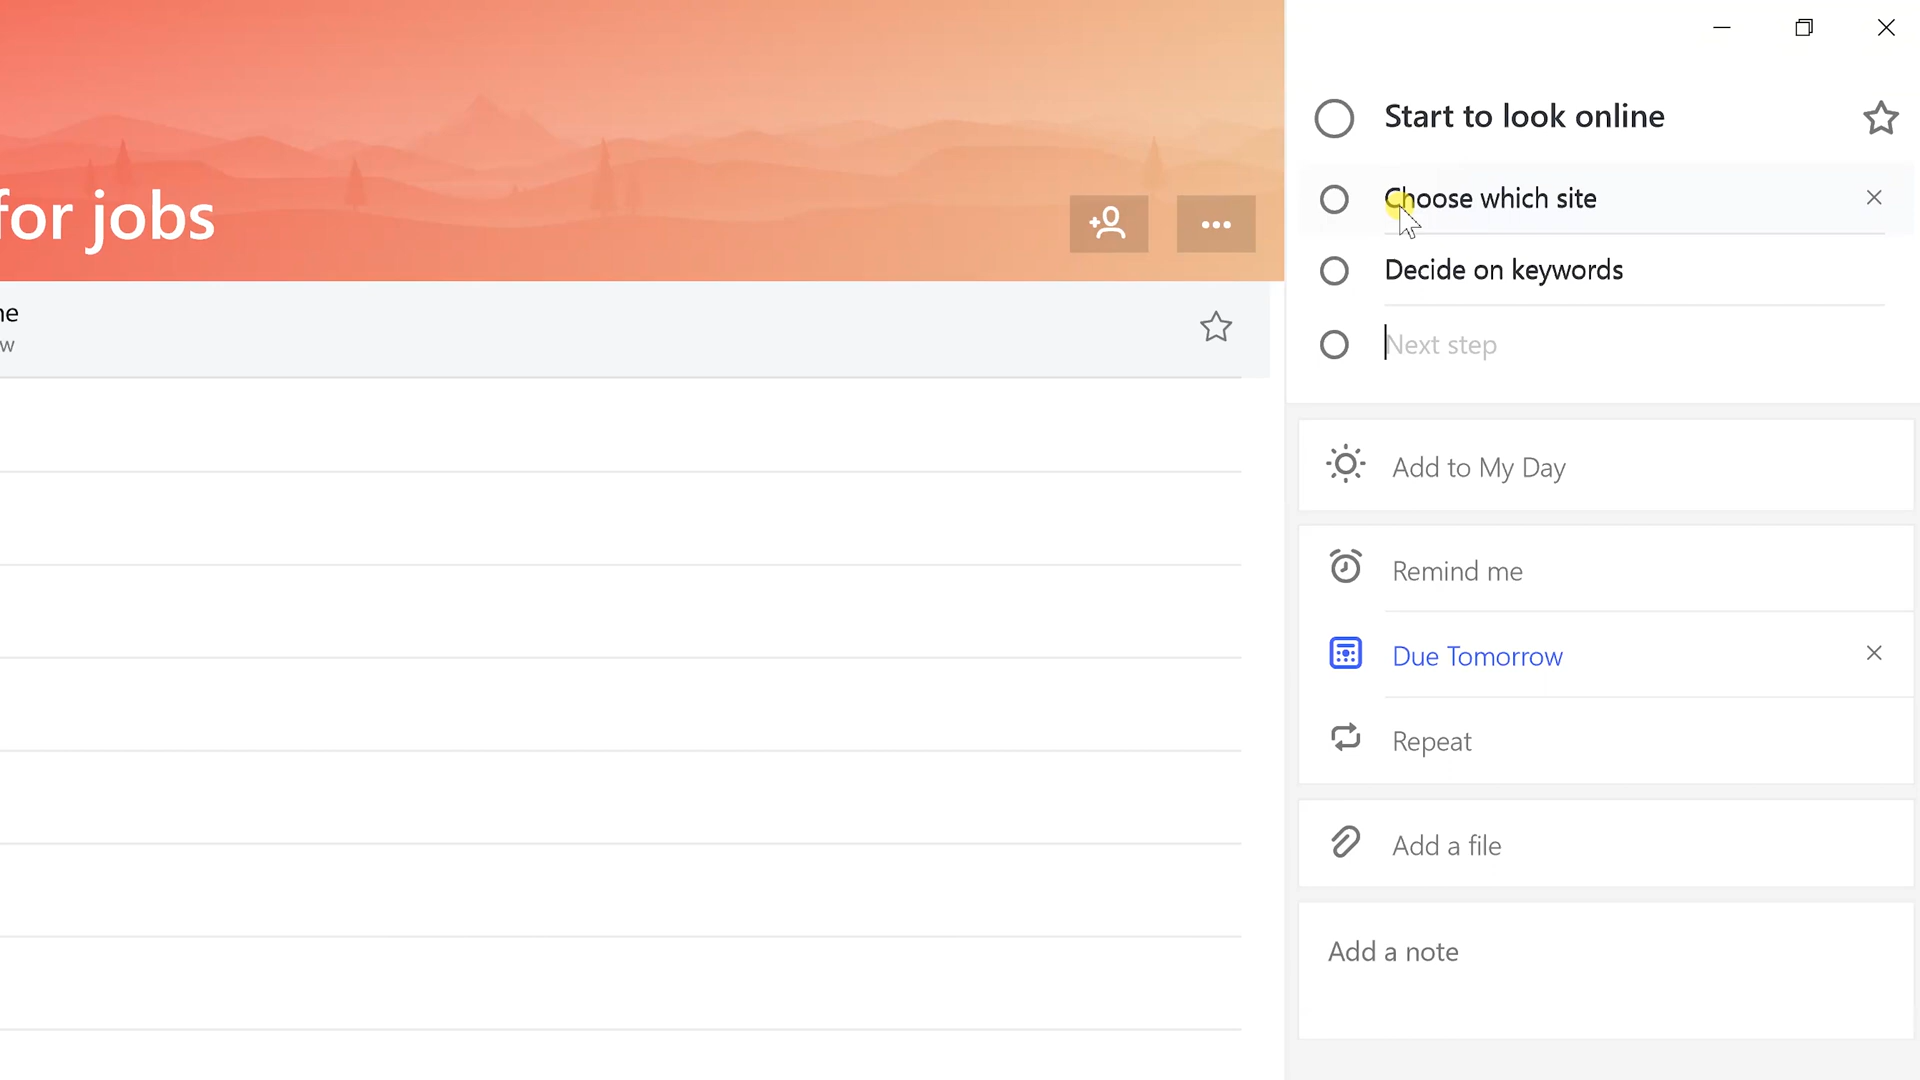 Start to look online
for jobs
Choose which site
Decide on keywords
Next step
Add to My Day
Remind me
Due Tomorrow
Repeat
Add a file
Add a note